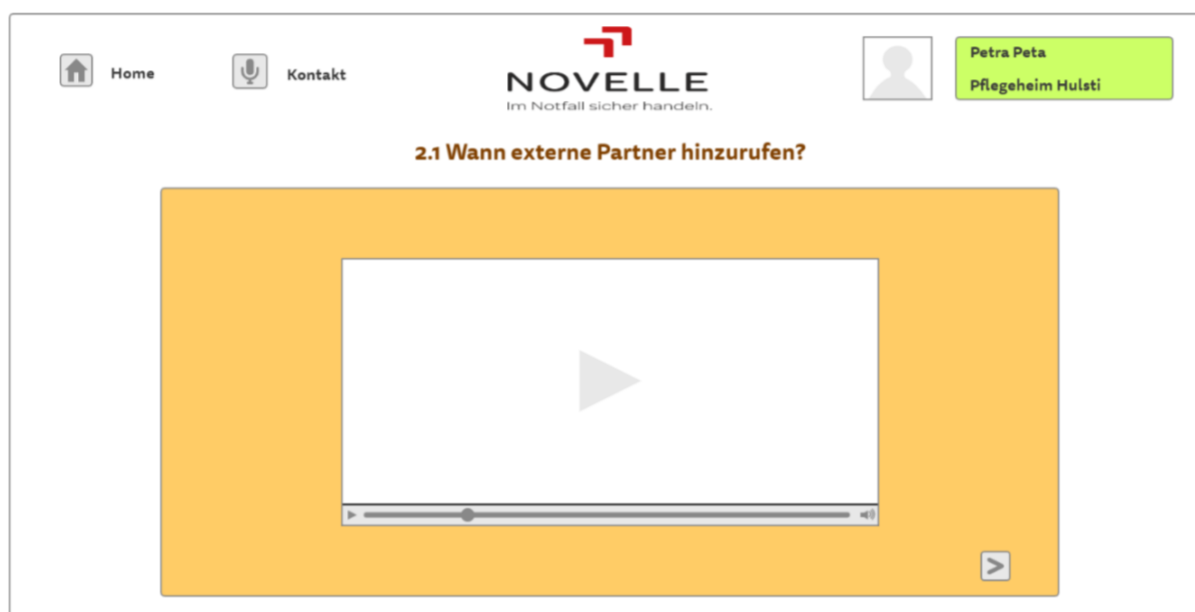 Home
Kontakt
NOVELLE
Im Notfall sicher handeln.
Petra Peta
Pflegeheim Hulsti
2.1 Wann externe Partner hinzurufen?
>